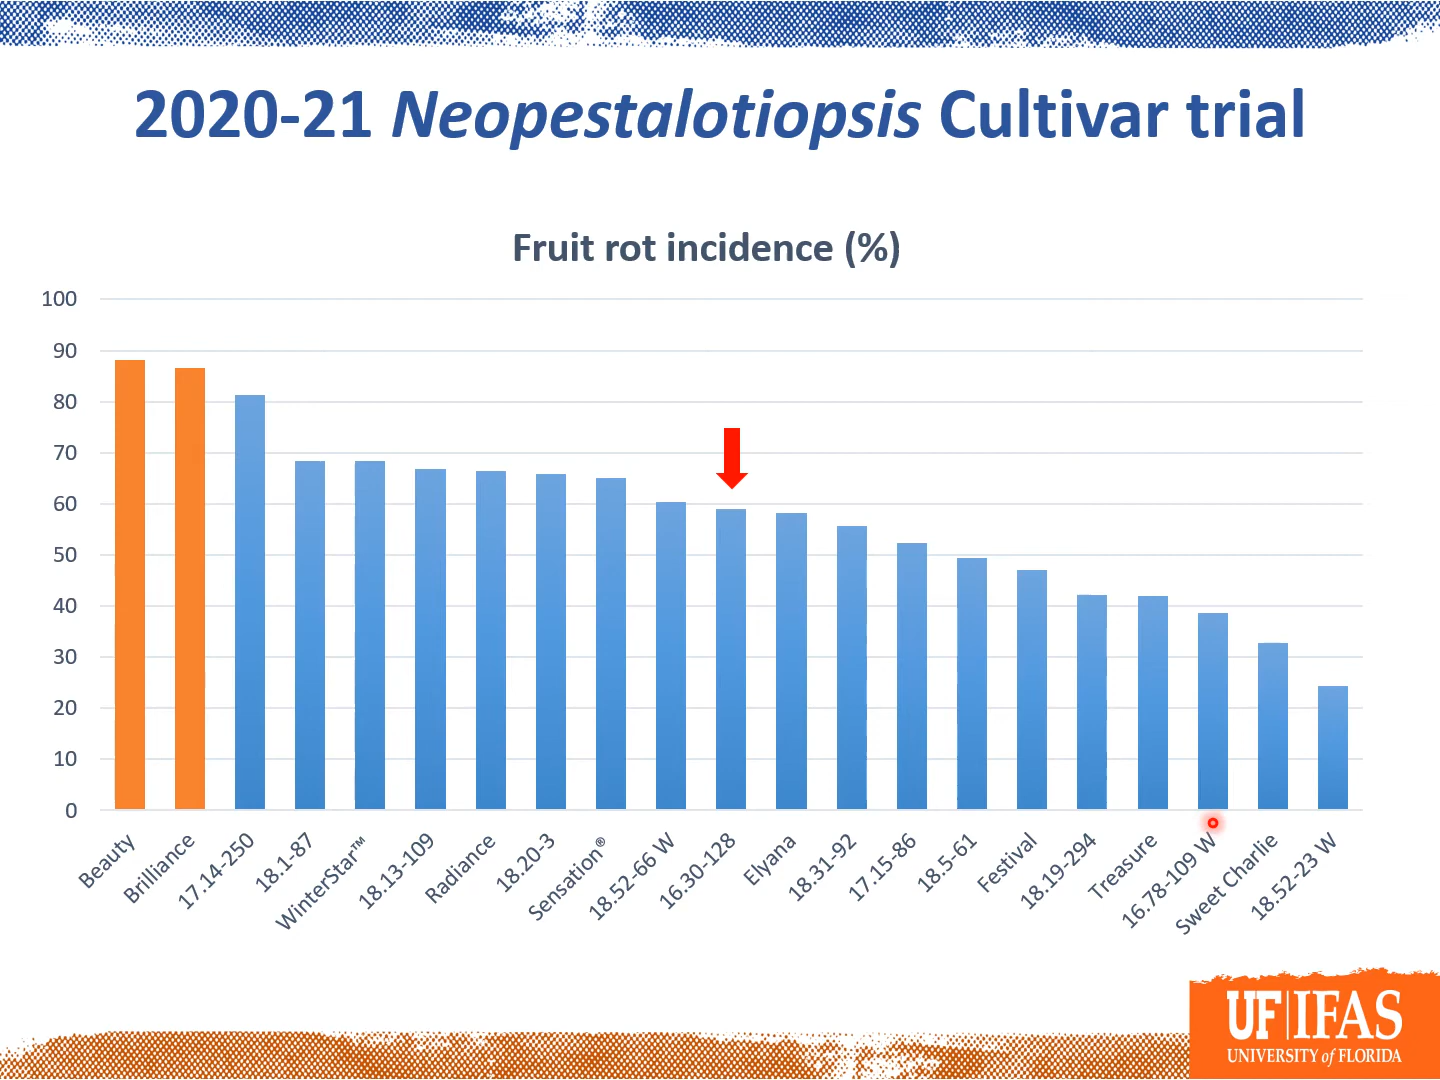 2020-21 Neopestalotiopsis Cultivar trial
Fruit rot incidence (%)
100
90
80
70
60
50
40
30
20
10
0
Beauty
Brilliance
17.14-250
18.1-87
WinterStar™
18.13-109
Radiance
18.20-3
Sensation®
18.52-66 W
16.30-128
Elyana
18.31-92
17.15-86
18.5-61
Festival
18.19-294
Treasure
16.78-109 W
Sweet Charlie
18.52-23 W
UF|IFAS
UNIVERSITY of FLORIDA